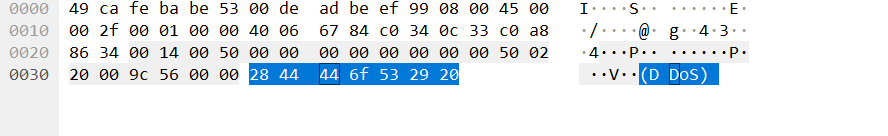 0000 49 ca fe ba be 53 00 de ad be ef 99 08 00 45 00 I····S·· ······E·
0010 00 2f 00 01 00 00 40 06 67 84 c0 34 0c 33 c0 a8 ·/····@· g··4·3··
0020 86 34 00 14 00 50 00 00 00 00 00 00 00 00 50 02 ·4···P·· ······P·
0030 20 00 9c 56 00 00 28 44 44 6f 53 29 20 ··V··(D DoS)